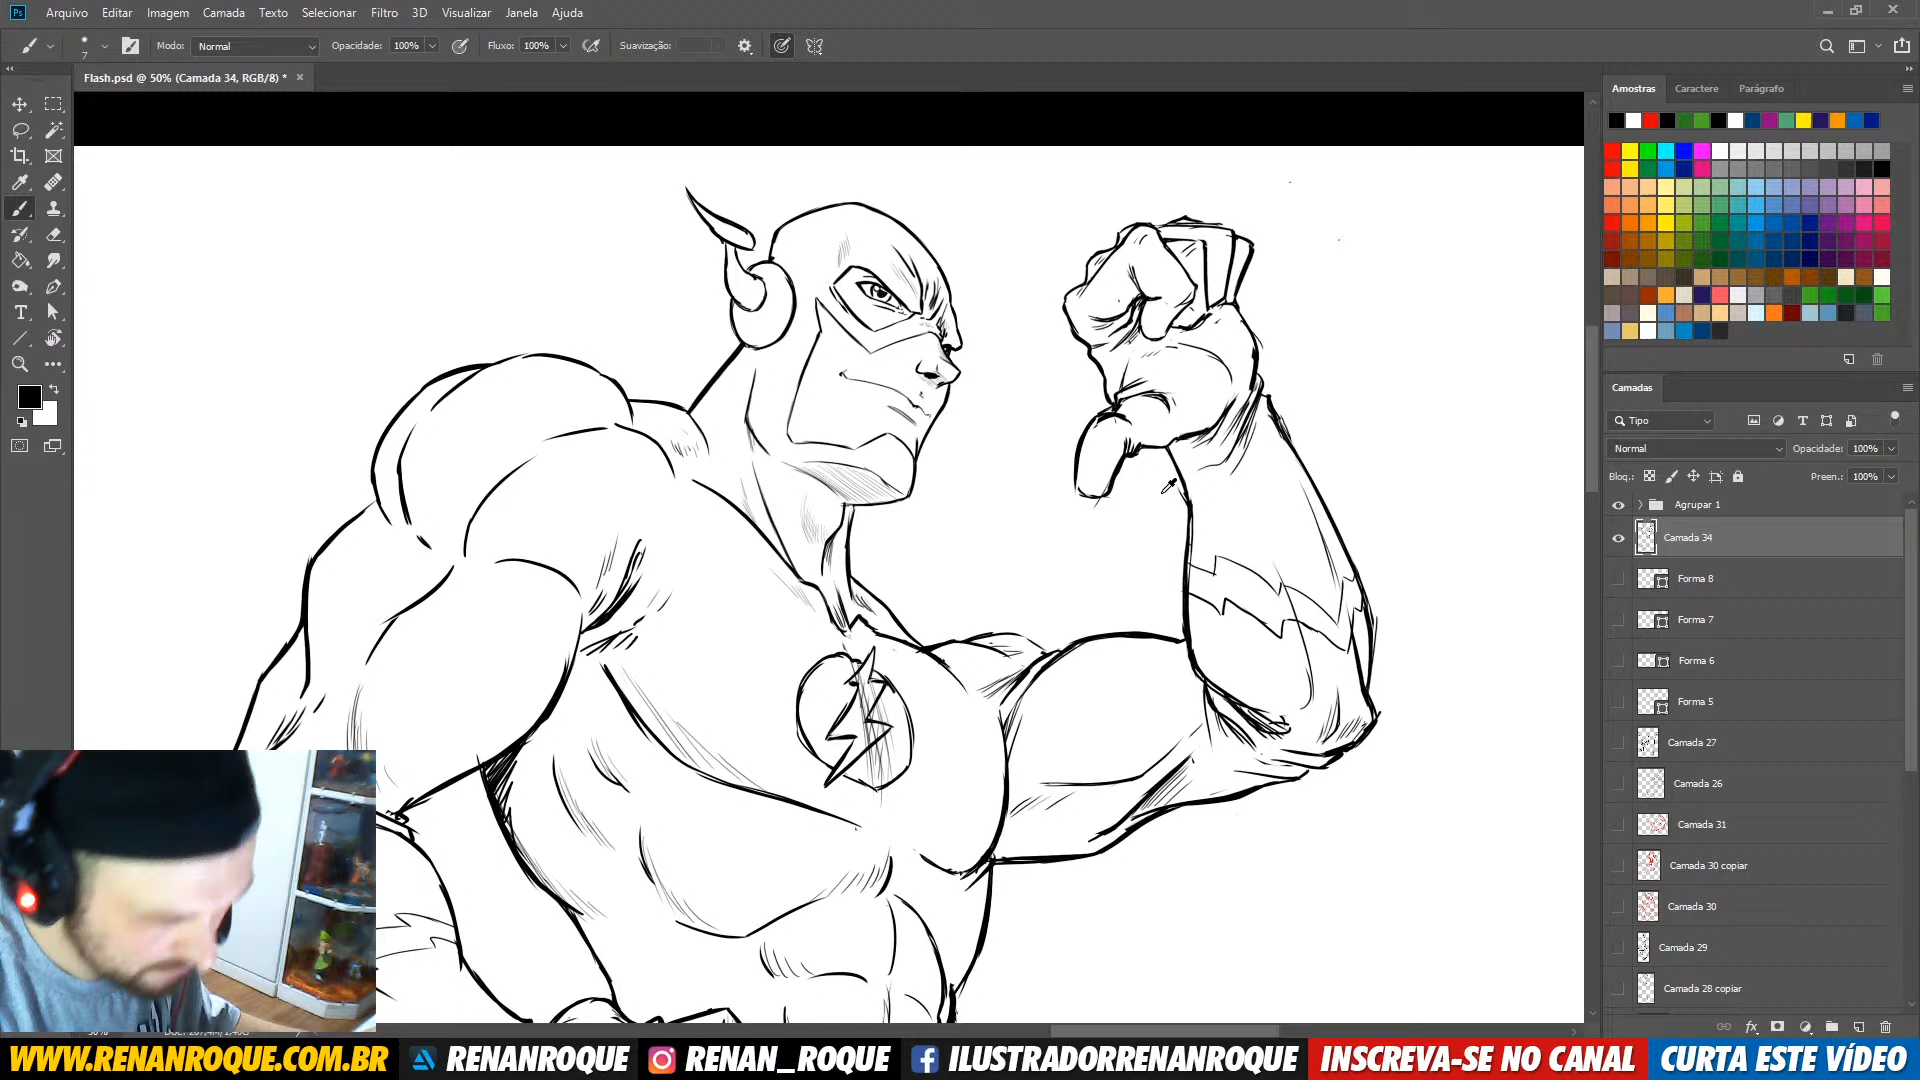 Ps Arquivo Editar Imagem Camada Texto Selecionar Filtro 3D Visualizar Janela Ajuda
7 Modo: Normal Opacidade: 100% Fluxo: 100% Suavização:
Flash.psd @ 50% (Camada 34, RGB/8) *
Amostras Caractere Parágrafo
Camadas
Tipo
Normal Opacidade: 100%
Bloq.: Preen.: 100%
Agrupar 1
Camada 34
Forma 8
Forma 7
Forma 6
Forma 5
Camada 27
Camada 26
Camada 31
Camada 30 copiar
Camada 30
Camada 29
Camada 28 copiar
WWW.RENANROQUE.COM.BR RENANROQUE RENAN_ROQUE ILUSTRADORRENANROQUE INSCREVA-SE NO CANAL CURTA ESTE VÍDEO